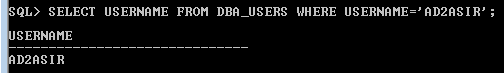 SQL> SELECT USERNAME FROM DBA_USERS WHERE USERNAME='AD2ASIR';
USERNAME
------------------------------
AD2ASIR